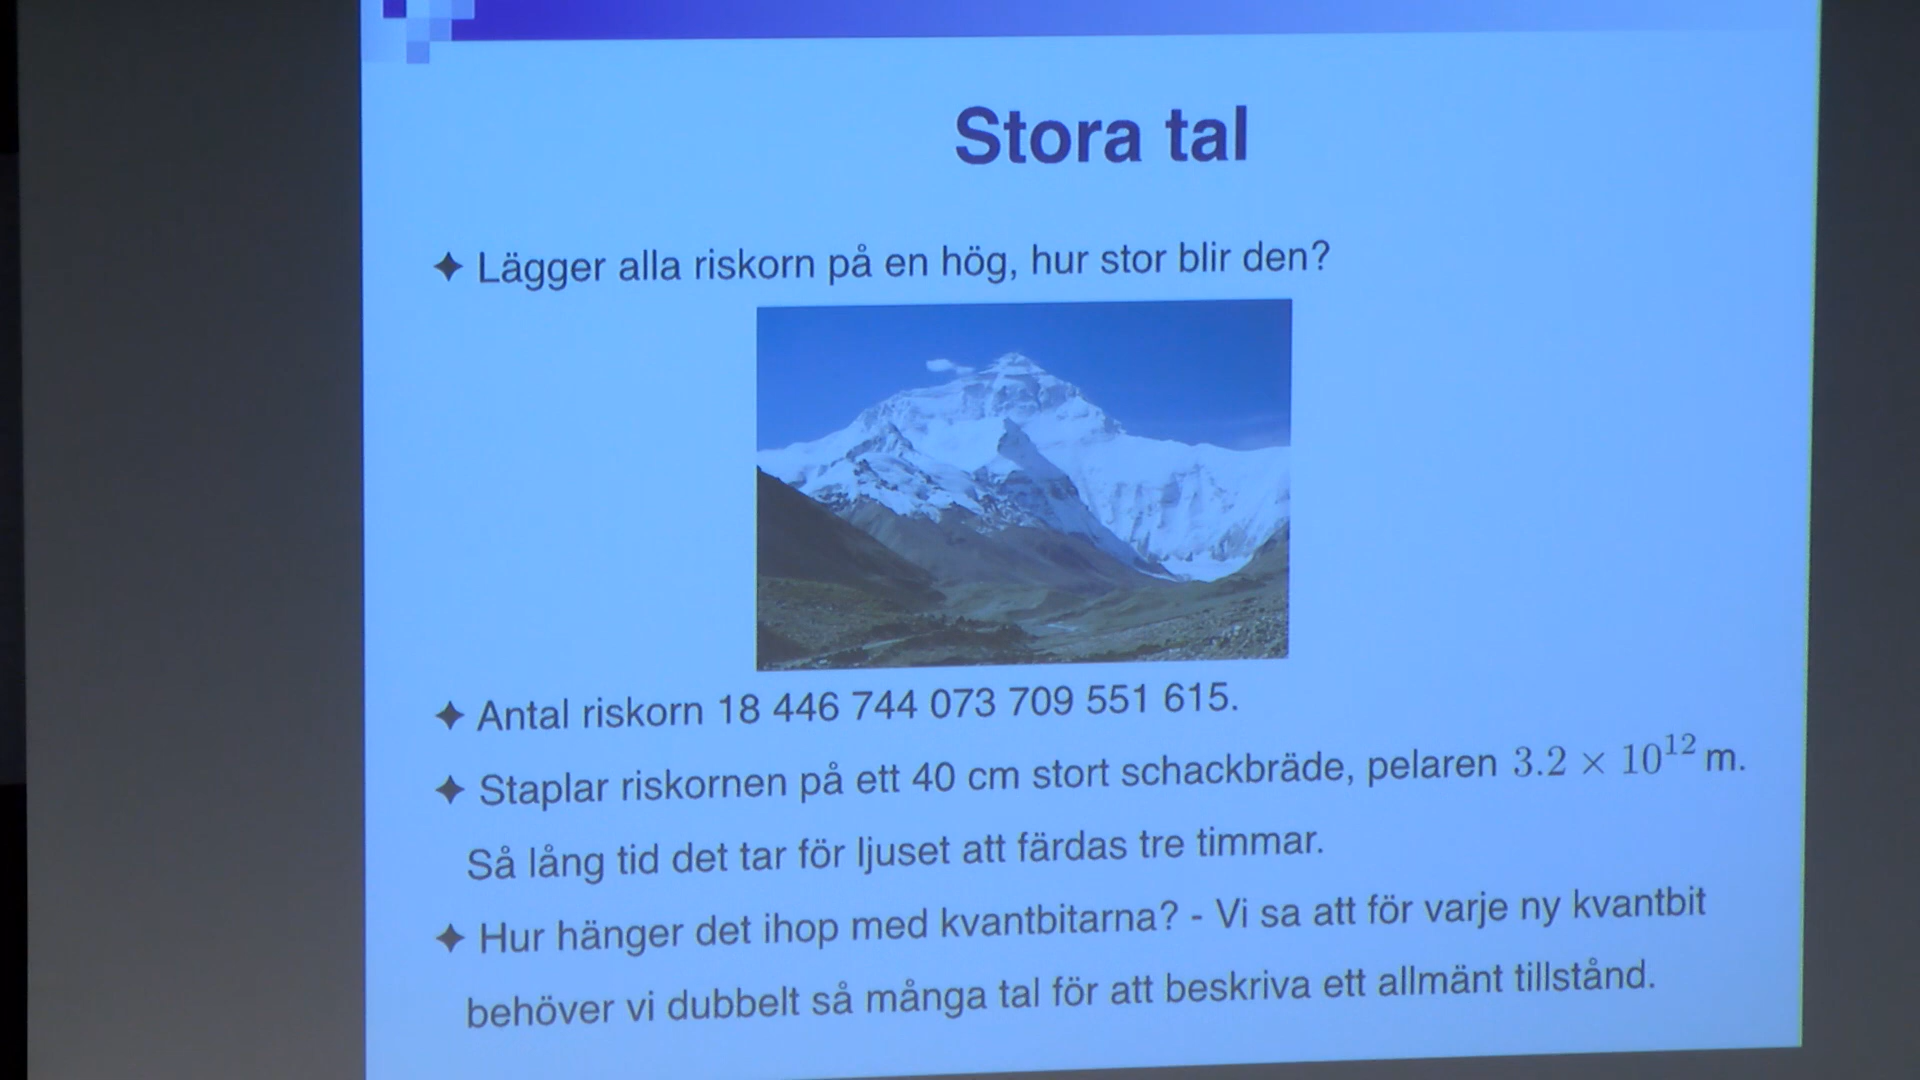 Stora tal
✦ Lägger alla riskorn på en hög, hur stor blir den?
✦ Antal riskorn 18 446 744 073 709 551 615.
✦ Staplar riskornen på ett 40 cm stort schackbräde, pelaren 3.2 × 10¹² m.
Så lång tid det tar för ljuset att färdas tre timmar.
✦ Hur hänger det ihop med kvantbitarna? - Vi sa att för varje ny kvantbit
behöver vi dubbelt så många tal för att beskriva ett allmänt tillstånd.